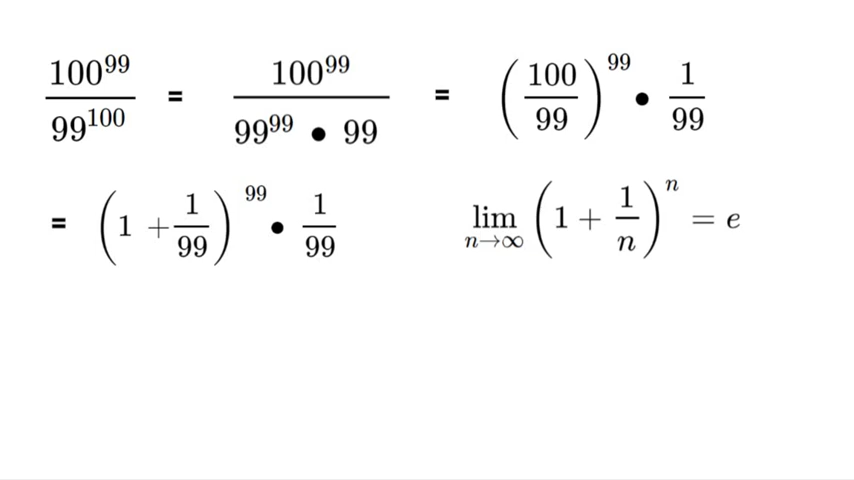 100^99 / 99^100 = 100^99 / (99^99 • 99) = (100/99)^99 • 1/99
= (1 + 1/99)^99 • 1/99    lim n→∞ (1 + 1/n)^n = e